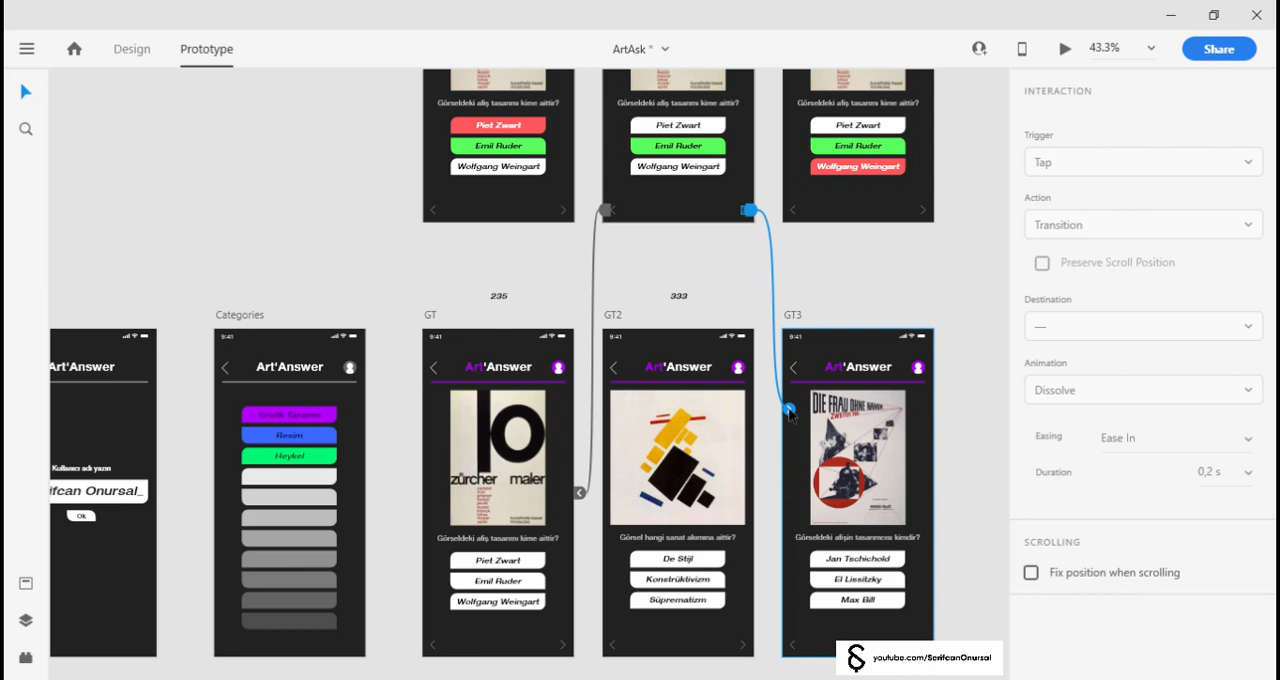 Design
Prototype
ArtAsk *
43.3%
Share
INTERACTION
Trigger
Tap
Action
Transition
Preserve Scroll Position
Destination
—
Animation
Dissolve
Easing
Ease In
Duration
0,2 s
SCROLLING
Fix position when scrolling
Görseldeki afiş tasarımı kime aittir?
Piet Zwart
Emil Ruder
Wolfgang Weingart
Görseldeki afiş tasarımı kime aittir?
Piet Zwart
Emil Ruder
Wolfgang Weingart
Görseldeki afiş tasarımı kime aittir?
Piet Zwart
Emil Ruder
Wolfgang Weingart
235
333
Art'Answer
Kullanıcı adı yazın
ifcan Onursal_
Ok
Categories
9:41
Art'Answer
Grafik Tasarımı
Resim
Heykel
GT
9:41
Art'Answer
10
zürcher maler
Görseldeki afiş tasarımı kime aittir?
Piet Zwart
Emil Ruder
Wolfgang Weingart
GT2
9:41
Art'Answer
Görsel hangi sanat akımına aittir?
De Stijl
Konstrüktivizm
Süprematizm
GT3
9:41
Art'Answer
DIE FRAU OHNE NAMEN
ZWEITER TEIL
Görseldeki afişin tasarımcısı kimdir?
Jan Tschichold
El Lissitzky
Max Bill
youtube.com/SerifcanOnursal